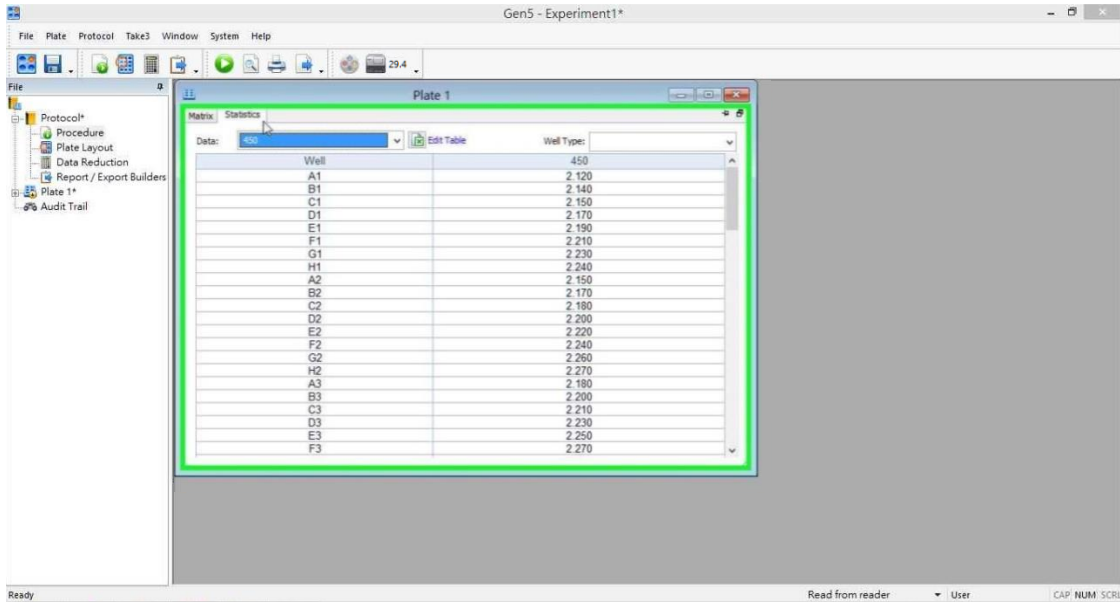 Gen5 - Experiment1*
File Plate Protocol Take3 Window System Help
29.4
File
Protocol*
Procedure
Plate Layout
Data Reduction
Report / Export Builders
Plate 1*
Audit Trail
Plate 1
Matrix Statistics
Data: 450 Edit Table Well Type:
Well 450
A1 2.120
B1 2.140
C1 2.150
D1 2.170
E1 2.190
F1 2.210
G1 2.230
H1 2.240
A2 2.150
B2 2.170
C2 2.180
D2 2.200
E2 2.220
F2 2.240
G2 2.260
H2 2.270
A3 2.180
B3 2.200
C3 2.210
D3 2.230
E3 2.250
F3 2.270
Ready Read from reader User CAP NUM SCR